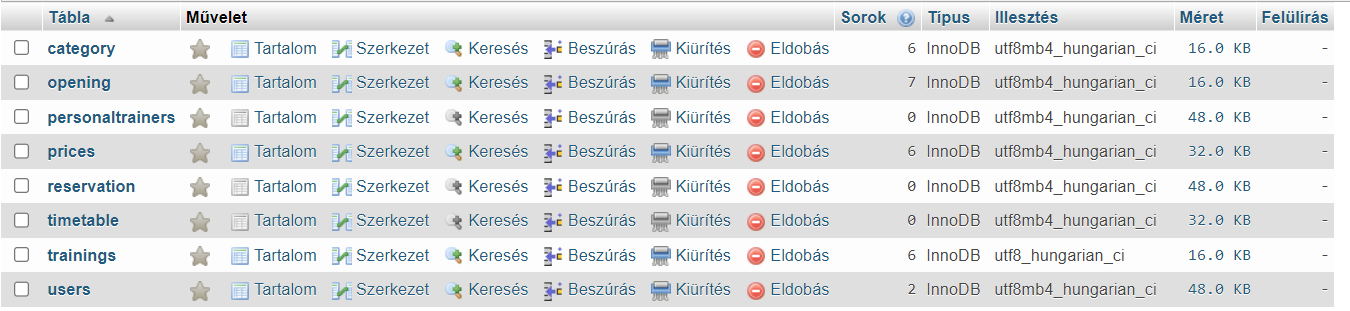 Tábla Művelet Sorok Típus Illesztés Méret Felülírás
category Tartalom Szerkezet Keresés Beszúrás Kiürítés Eldobás 6 InnoDB utf8mb4_hungarian_ci 16.0 KB -
opening Tartalom Szerkezet Keresés Beszúrás Kiürítés Eldobás 7 InnoDB utf8mb4_hungarian_ci 16.0 KB -
personaltrainers Tartalom Szerkezet Keresés Beszúrás Kiürítés Eldobás 0 InnoDB utf8mb4_hungarian_ci 48.0 KB -
prices Tartalom Szerkezet Keresés Beszúrás Kiürítés Eldobás 6 InnoDB utf8mb4_hungarian_ci 32.0 KB -
reservation Tartalom Szerkezet Keresés Beszúrás Kiürítés Eldobás 0 InnoDB utf8mb4_hungarian_ci 48.0 KB -
timetable Tartalom Szerkezet Keresés Beszúrás Kiürítés Eldobás 0 InnoDB utf8mb4_hungarian_ci 32.0 KB -
trainings Tartalom Szerkezet Keresés Beszúrás Kiürítés Eldobás 6 InnoDB utf8_hungarian_ci 16.0 KB -
users Tartalom Szerkezet Keresés Beszúrás Kiürítés Eldobás 2 InnoDB utf8mb4_hungarian_ci 48.0 KB -